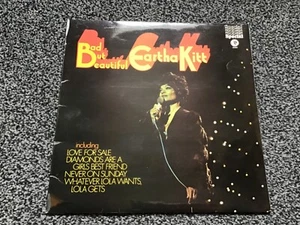 Bad
But
Beautiful
Eartha Kitt
including
LOVE FOR SALE
DIAMONDS ARE A
GIRLS BEST FRIEND
NEVER ON SUNDAY
WHATEVER LOLA WANTS,
LOLA GETS